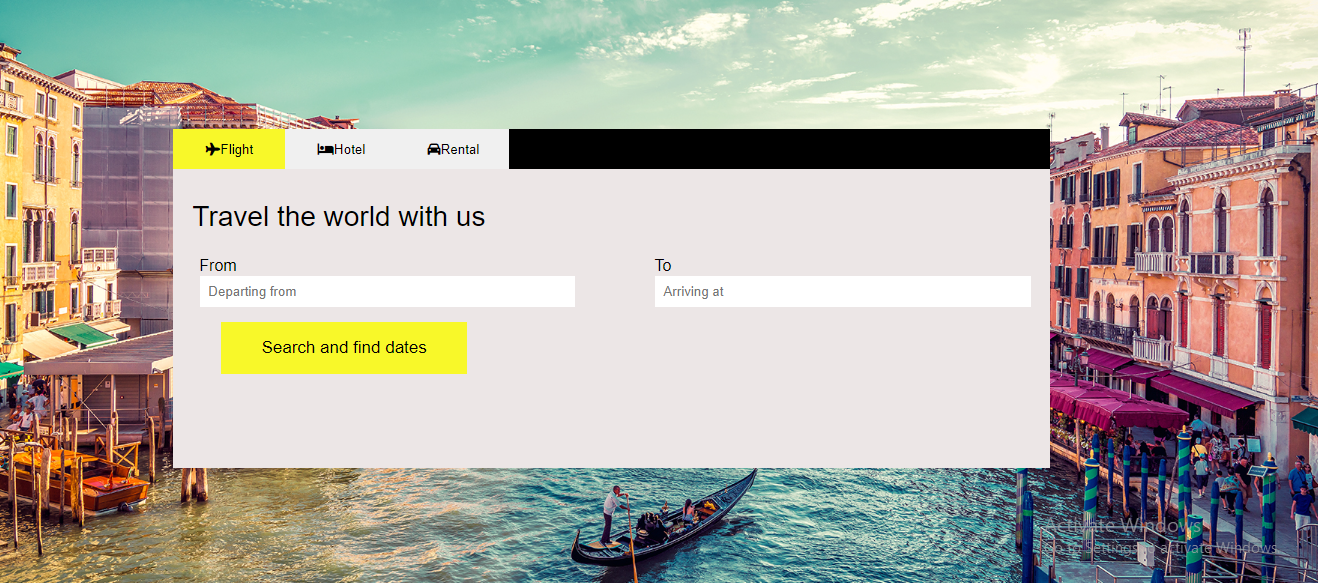 Flight Hotel Rental
Travel the world with us
From To
Departing from Arriving at
Search and find dates
Activate Windows
Go to Settings to activate Windows.